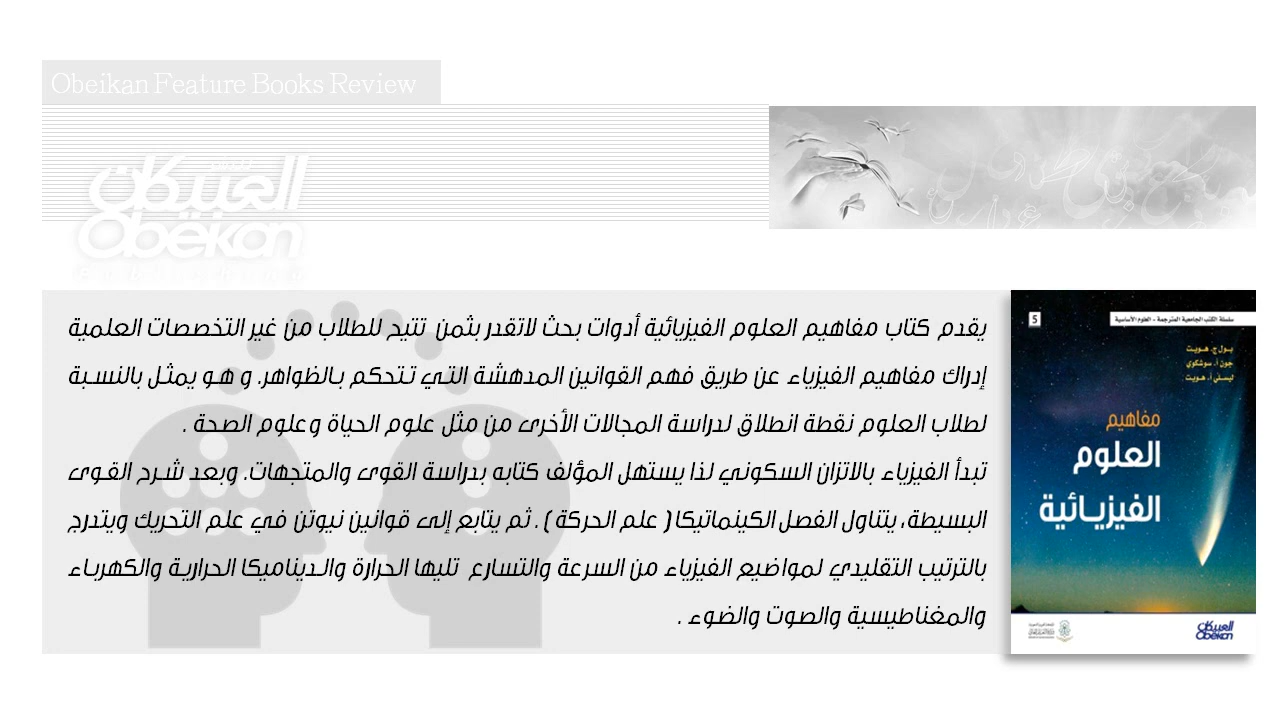 Obeikan Feature Books Review
العبيكان
Obekan
يقدم كتاب مفاهيم العلوم الفيزيائية أدوات بحث لاتقدر بثمن تتيح للطلاب من غير التخصصات العلمية
إدراك مفاهيم الفيزياء عن طريق فهم القوانين المدهشة التي تتحكم بالظواهر. و هو يمثل بالنسبة
لطلاب العلوم نقطة انطلاق لدراسة المجالات الأخرى من مثل علوم الحياة وعلوم الصحة .
تبدأ الفيزياء بالاتزان السكوني لذا يستهل المؤلف كتابه بدراسة القوى والمتجهات. وبعد شرح القوى
البسيطة، يتناول الفصل الكينماتيكا ( علم الحركة ) . ثم يتابع إلى قوانين نيوتن في علم التحريك ويتدرج
بالترتيب التقليدي لمواضيع الفيزياء من السرعة والتسارع تليها الحرارة والديناميكا الحرارية والكهرباء
والمغناطيسية والصوت والضوء .
سلسلة الكتب الجامعية المترجمة - العلوم الأساسية
5
بول ج. هويت
جون أ. سوشكوي
ليسلي أ. هويت
مفاهيم
العلوم
الفيزيائية
العبيكان
Obekan